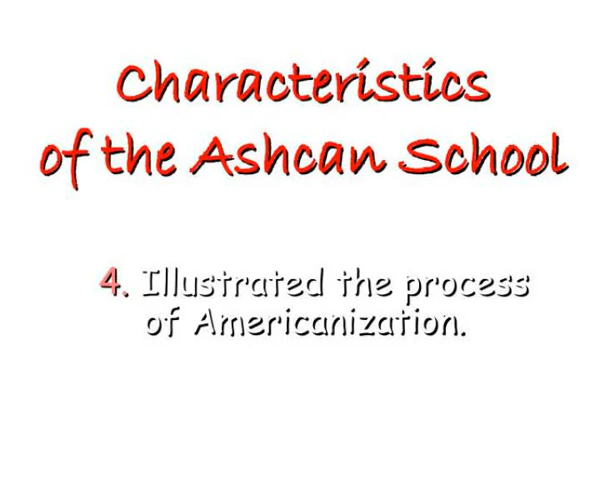 Characteristics
of the Ashcan School
4. Illustrated the process
of Americanization.